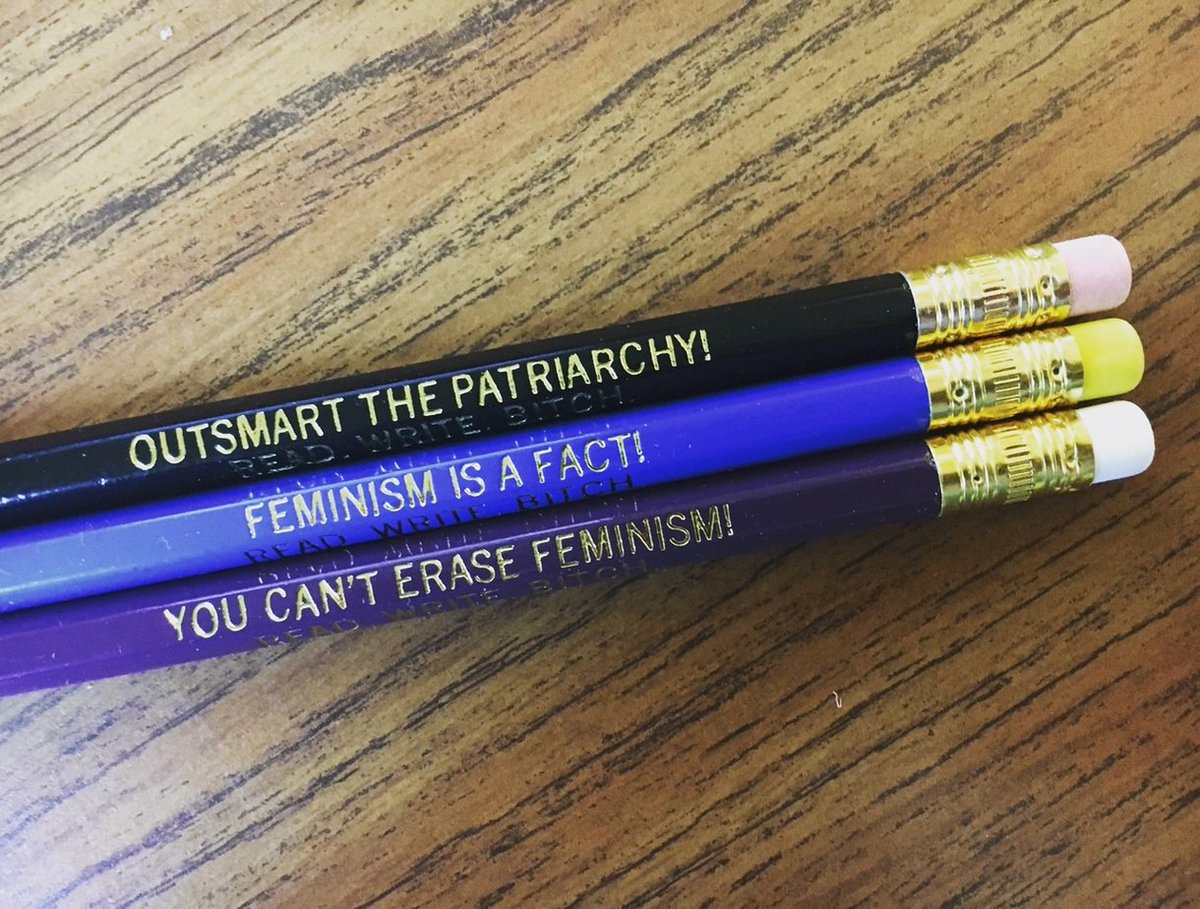 OUTSMART THE PATRIARCHY!
READ. WRITE. BITCH.
FEMINISM IS A FACT!
READ. WRITE. BITCH.
YOU CAN'T ERASE FEMINISM!
READ. WRITE. BITCH.